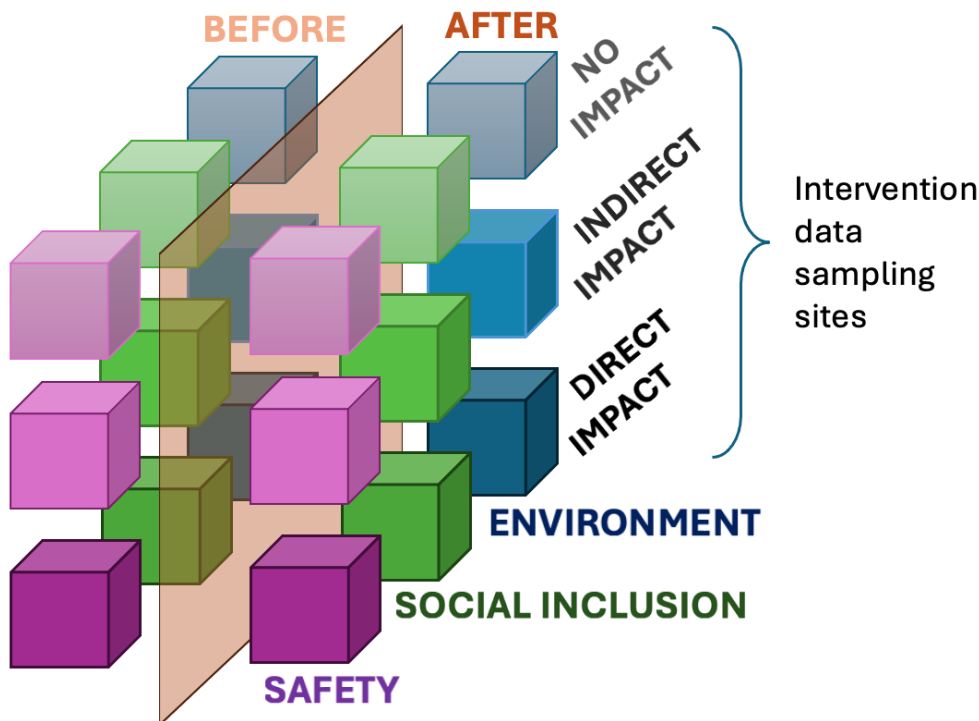 BEFORE
AFTER
NO
IMPACT
INDIRECT
IMPACT
DIRECT
IMPACT
Intervention
data
sampling
sites
ENVIRONMENT
SOCIAL INCLUSION
SAFETY